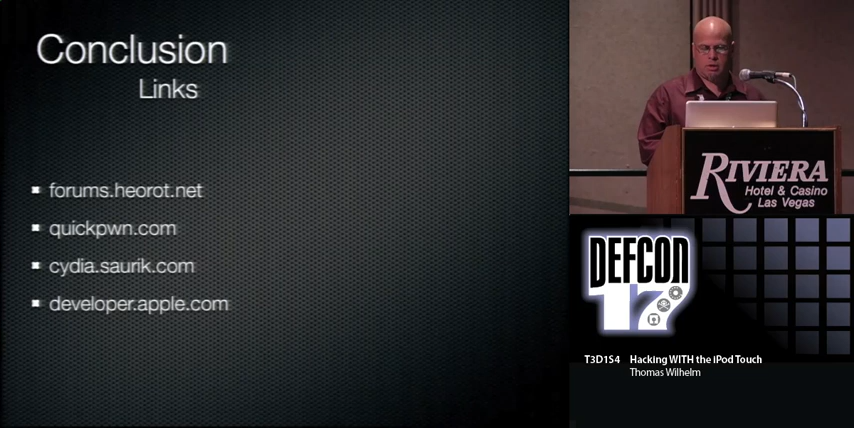 Conclusion
Links
forums.heorot.net
quickpwn.com
cydia.saurik.com
developer.apple.com
RIVIERA
Hotel & Casino
Las Vegas
DEFCON
17
T3D1S4 Hacking WITH the iPod Touch
Thomas Wilhelm